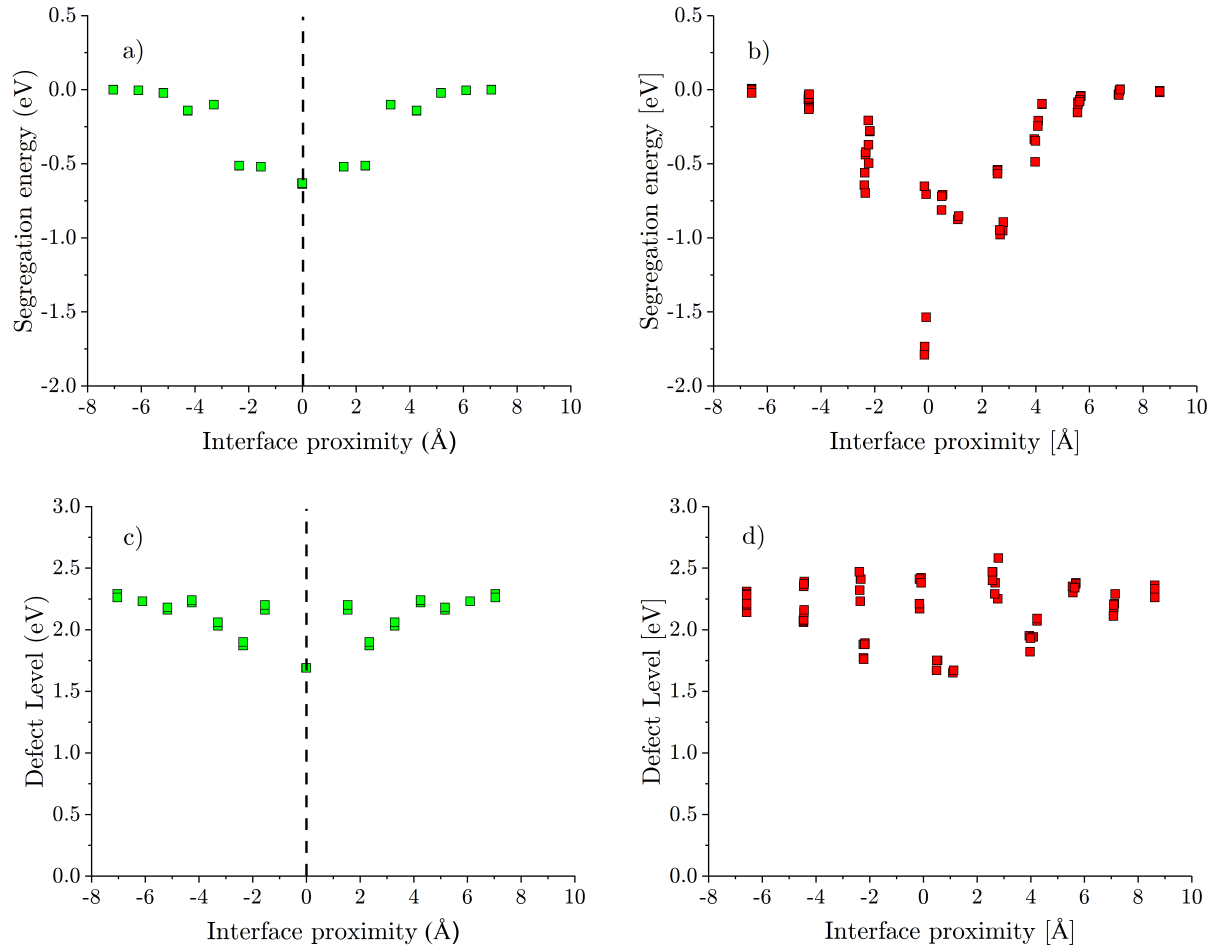 a)
0.5
0.0
-0.5
-1.0
-1.5
-2.0
Segregation energy (eV)
-8 -6 -4 -2 0 2 4 6 8 10
Interface proximity (Å)
b)
0.5
0.0
-0.5
-1.0
-1.5
-2.0
Segregation energy [eV]
-8 -6 -4 -2 0 2 4 6 8 10
Interface proximity [Å]
c)
3.0
2.5
2.0
1.5
1.0
0.5
0.0
Defect Level (eV)
-8 -6 -4 -2 0 2 4 6 8 10
Interface proximity (Å)
d)
3.0
2.5
2.0
1.5
1.0
0.5
0.0
Defect Level [eV]
-8 -6 -4 -2 0 2 4 6 8 10
Interface proximity [Å]